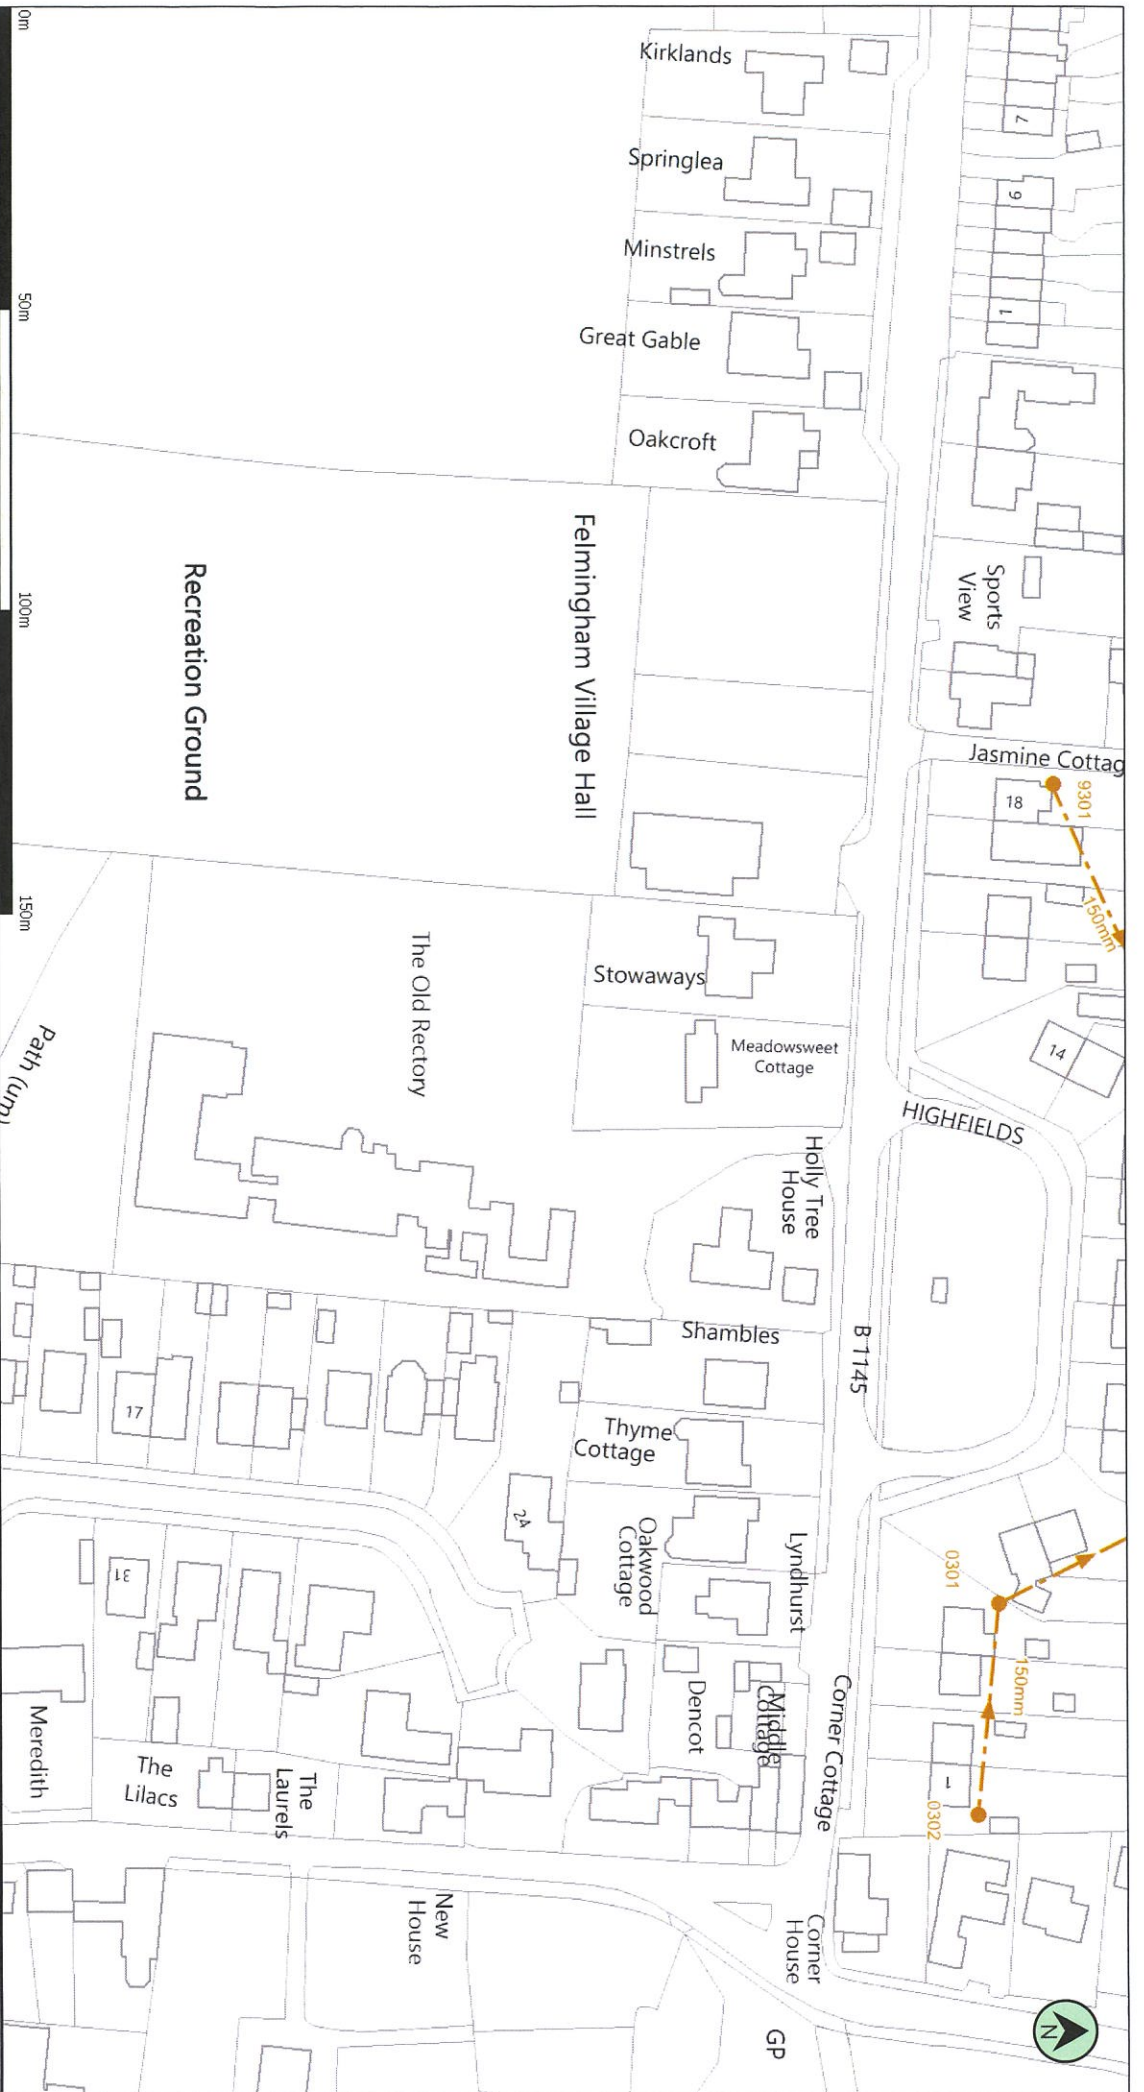 Kirklands
Springlea
Minstrels
Great Gable
Oakcroft
7
9
1
Sports
View
Felmingham Village Hall
Recreation Ground
Jasmine Cottag
18
9301
150mm
14
HIGHFIELDS
Stowaways
Meadowsweet
Cottage
The Old Rectory
Path (um)
Holly Tree
House
Shambles
B 1145
Thyme
Cottage
Oakwood
Cottage
Lyndhurst
17
2A
31
0301
150mm
1
0302
Dencot
Middle
Cottage
Corner Cottage
Meredith
The
Lilacs
The
Laurels
New
House
Corner
House
GP
N
0m
50m
100m
150m